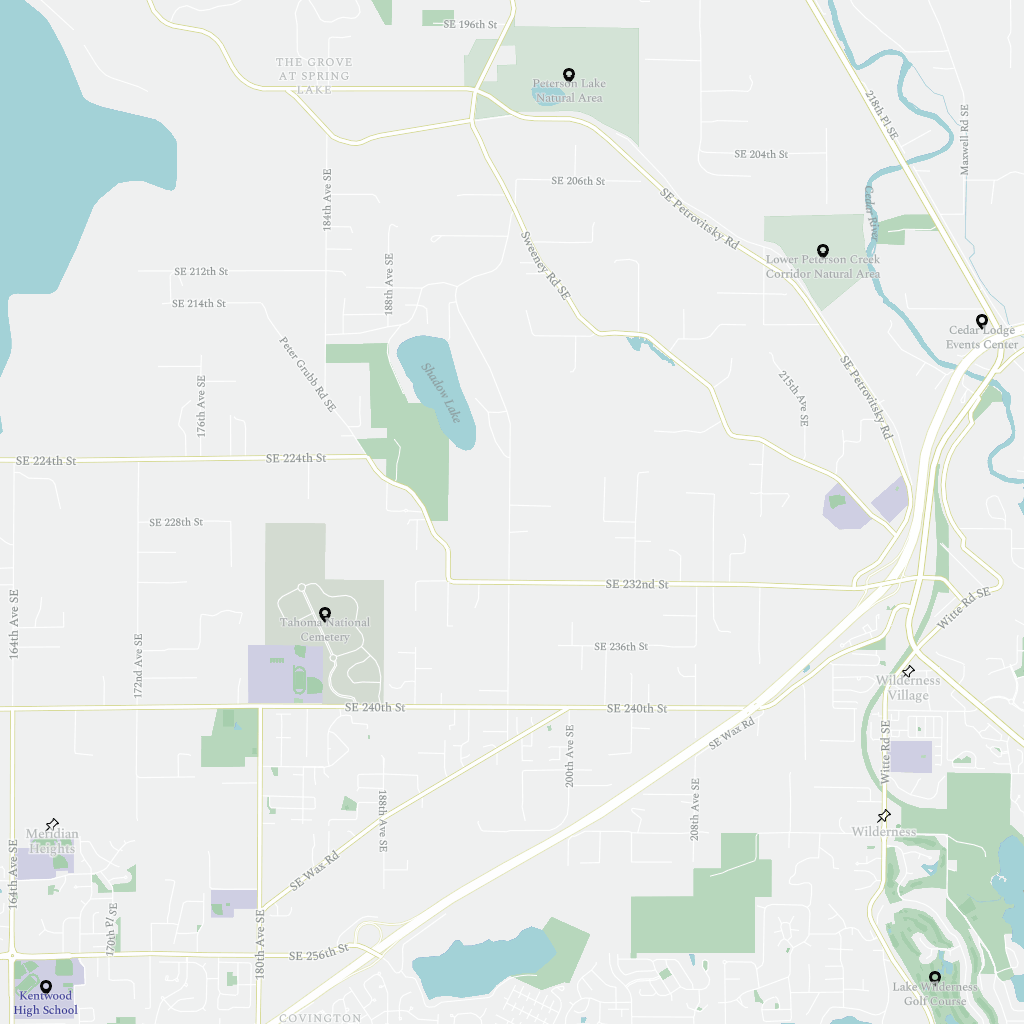 SE 196th St
THE GROVE
AT SPRING
LAKE
Peterson Lake
Natural Area
218th Pl SE
Maxwell Rd SE
SE 204th St
184th Ave SE
SE 206th St
SE Petrovitsky Rd
Cedar River
Sweeney Rd SE
Lower Peterson Creek
Corridor Natural Area
SE 212th St
188th Ave SE
SE 214th St
Cedar Lodge
Events Center
Peter Grubb Rd SE
Shadow Lake
176th Ave SE
215th Ave SE
SE Petrovitsky Rd
SE 224th St
SE 224th St
SE 228th St
SE 232nd St
164th Ave SE
Witte Rd SE
Tahoma National
Cemetery
172nd Ave SE
SE 236th St
Wilderness
Village
SE 240th St
SE 240th St
SE Wax Rd
200th Ave SE
Witte Rd SE
188th Ave SE
208th Ave SE
Meridian
Heights
Wilderness
164th Ave SE
SE Wax Rd
170th Pl SE
180th Ave SE
SE 256th St
Kentwood
High School
Lake Wilderness
Golf Course
COVINGTON